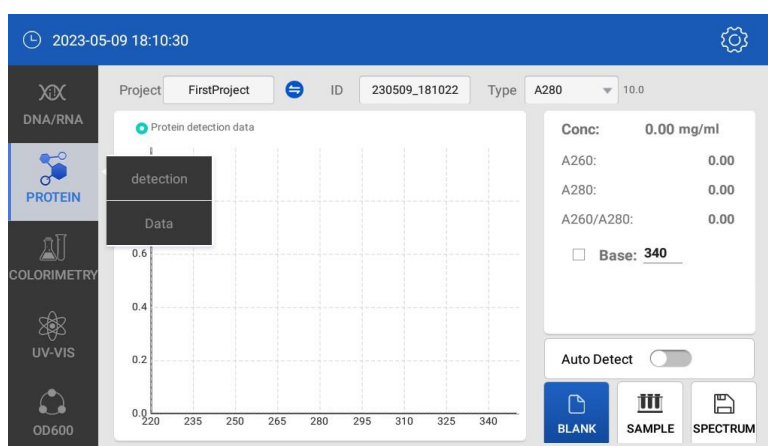 2023-05-09 18:10:30
DNA/RNA
PROTEIN
COLORIMETRY
UV-VIS
OD600
Project FirstProject ID 230509_181022 Type A280 10.0
Protein detection data
detection
Data
0.6
0.4
0.2
0.0
220 235 250 265 280 295 310 325 340
Conc: 0.00 mg/ml
A260: 0.00
A280: 0.00
A260/A280: 0.00
Base: 340
Auto Detect
BLANK SAMPLE SPECTRUM